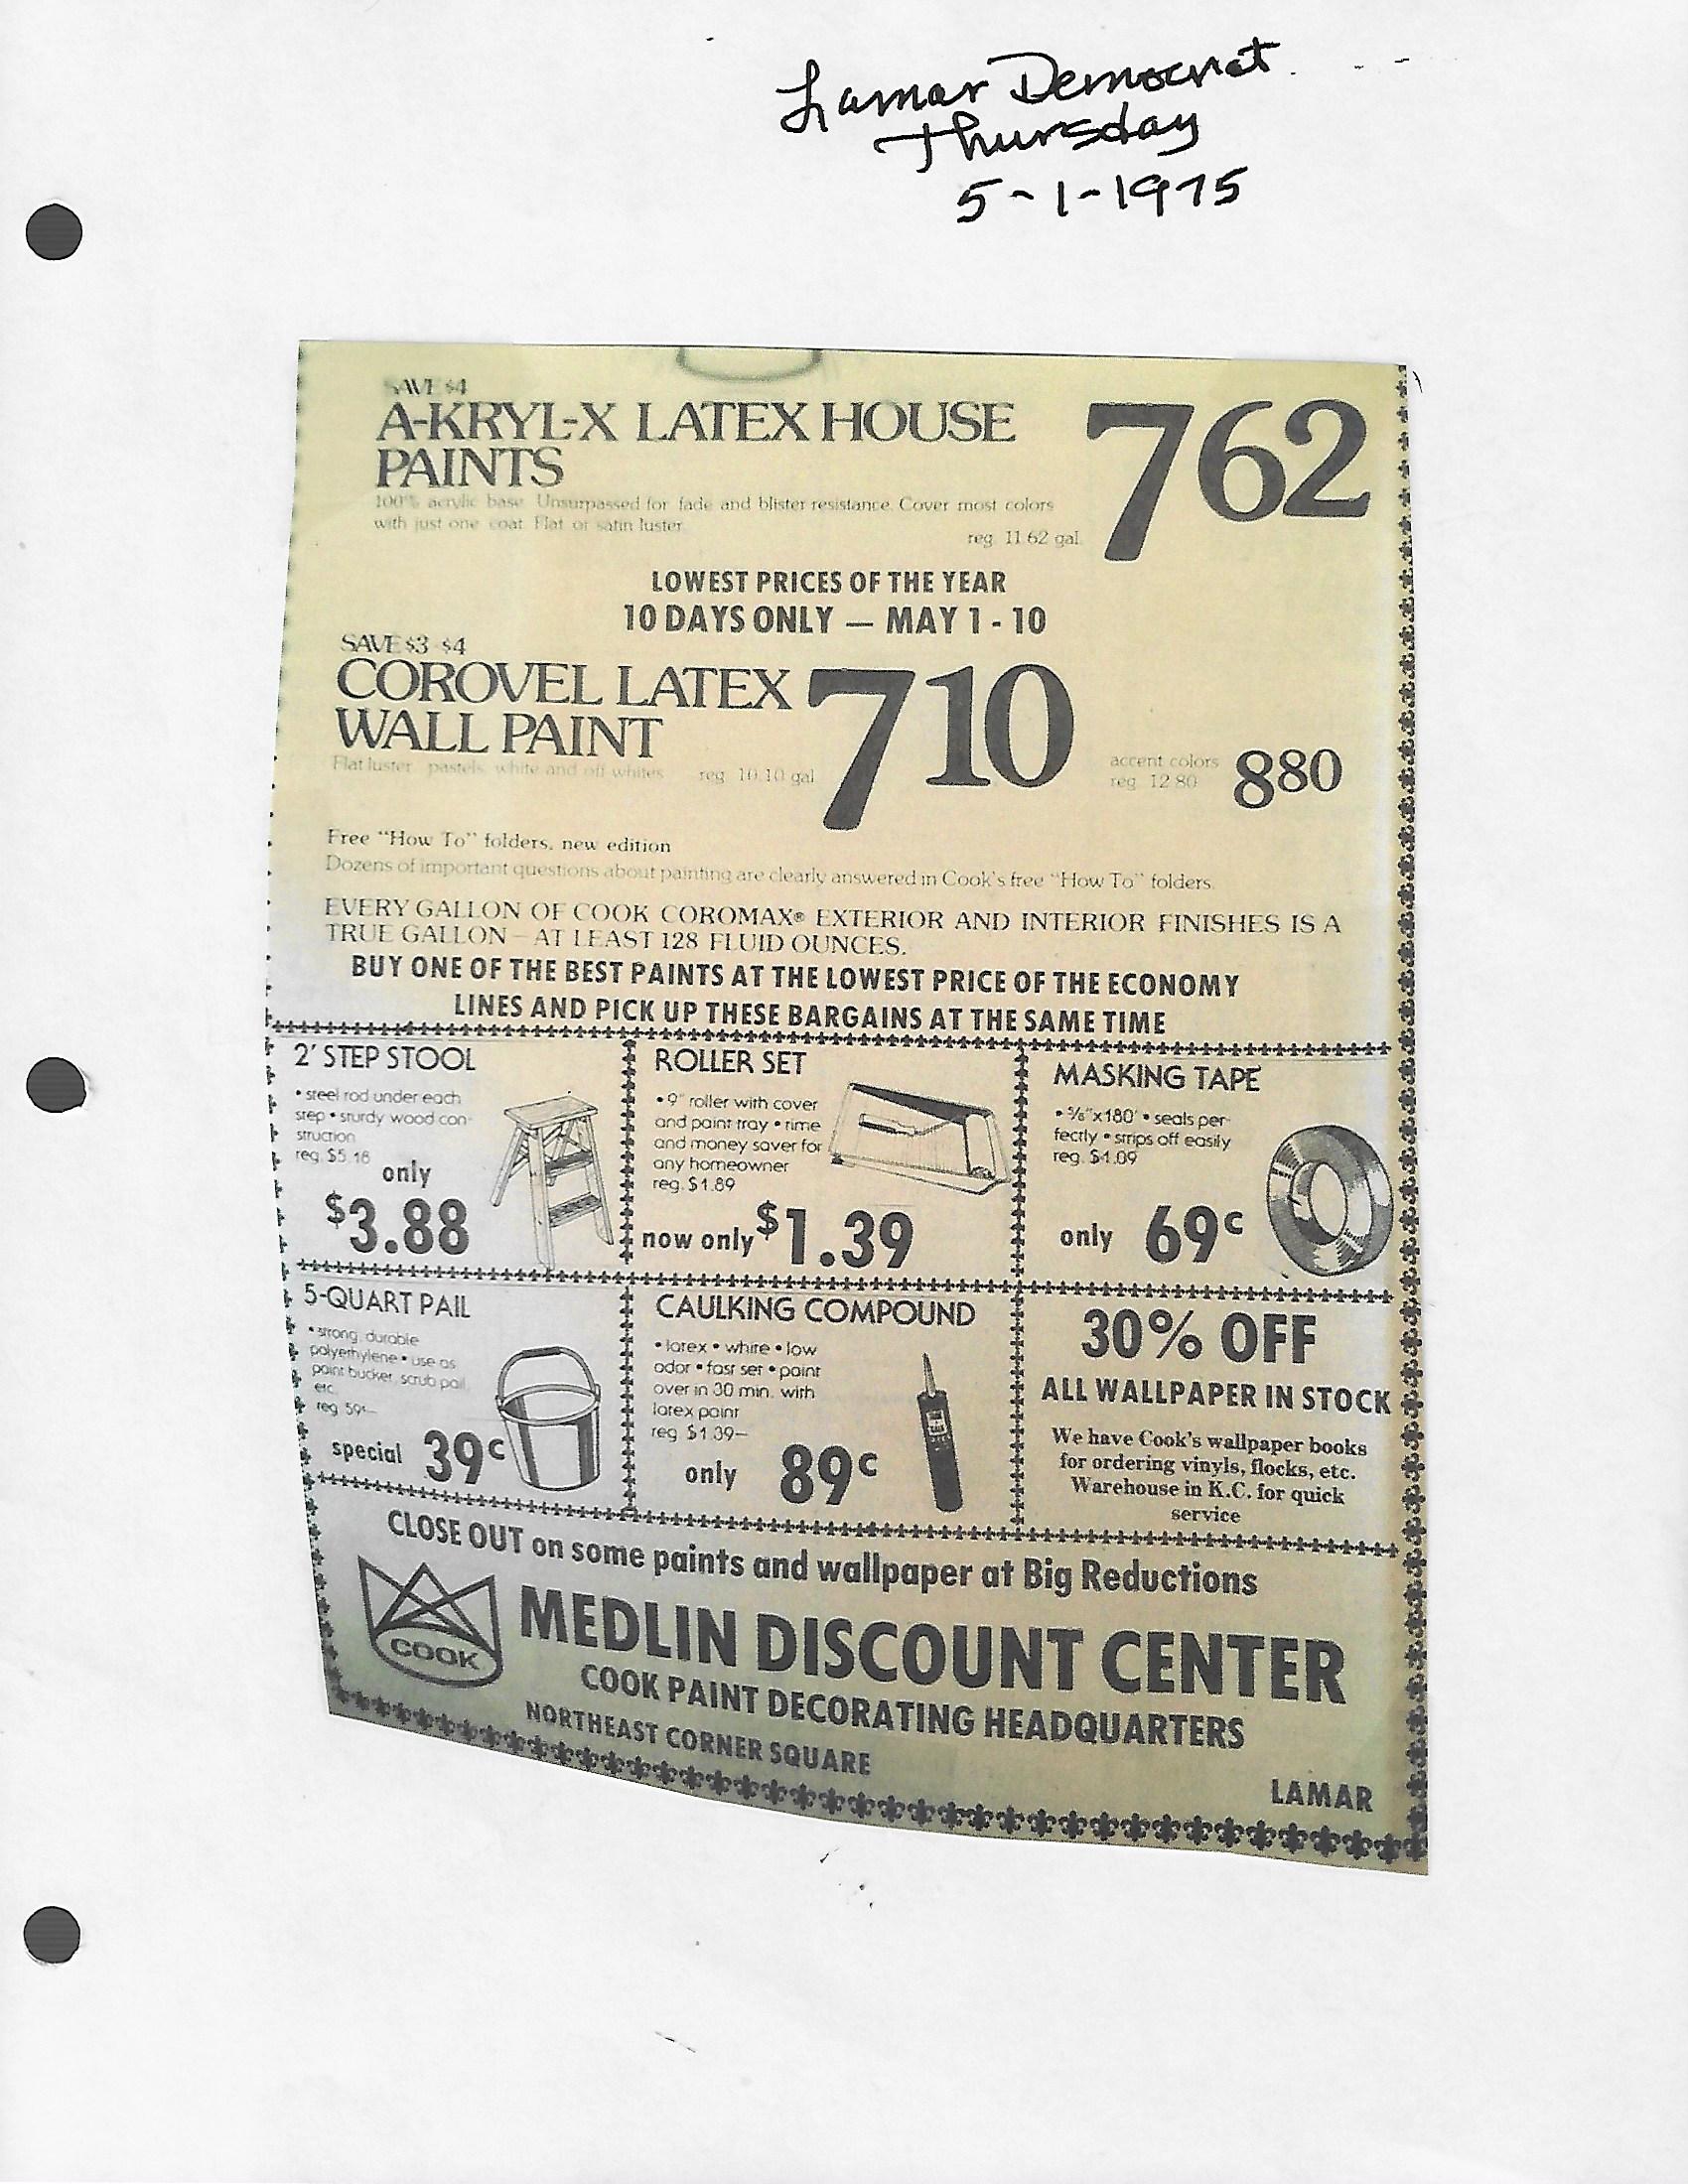 Lamar Democrat
Thursday
5-1-1975
SAVE $4
A-KRYL-X LATEX HOUSE
PAINTS
762
100% acrylic base. Unsurpassed for fade and blister resistance. Cover most colors
with just one coat. Flat or satin luster.
reg. 11.62 gal.
LOWEST PRICES OF THE YEAR
10 DAYS ONLY — MAY 1 - 10
SAVE $3 - $4
COROVEL LATEX
WALL PAINT
710
Flat luster pastels, white and off whites
reg. 10.10 gal
accent colors
reg. 12.80
880
Free "How To" folders, new edition
Dozens of important questions about painting are clearly answered in Cook's free "How To" folders.
EVERY GALLON OF COOK COROMAX® EXTERIOR AND INTERIOR FINISHES IS A
TRUE GALLON — AT LEAST 128 FLUID OUNCES.
BUY ONE OF THE BEST PAINTS AT THE LOWEST PRICE OF THE ECONOMY
LINES AND PICK UP THESE BARGAINS AT THE SAME TIME
2' STEP STOOL
• steel rod under each
step • sturdy wood con-
struction
reg. $5.18
only
$3.88
ROLLER SET
• 9" roller with cover
and paint tray • time
and money saver for
any homeowner
reg. $1.89
now only $1.39
MASKING TAPE
• ⅝"x180' • seals per-
fectly • strips off easily
reg. $1.09
only 69c
5-QUART PAIL
• strong, durable
polyethylene • use as
paint bucket, scrub pail,
etc.
reg. 59c—
special 39c
CAULKING COMPOUND
• latex • white • low
odor • fast set • paint
over in 30 min. with
latex paint
reg. $1.39—
only 89c
30% OFF
ALL WALLPAPER IN STOCK
We have Cook's wallpaper books
for ordering vinyls, flocks, etc.
Warehouse in K.C. for quick
service
CLOSE OUT on some paints and wallpaper at Big Reductions
COOK
MEDLIN DISCOUNT CENTER
COOK PAINT DECORATING HEADQUARTERS
NORTHEAST CORNER SQUARE
LAMAR